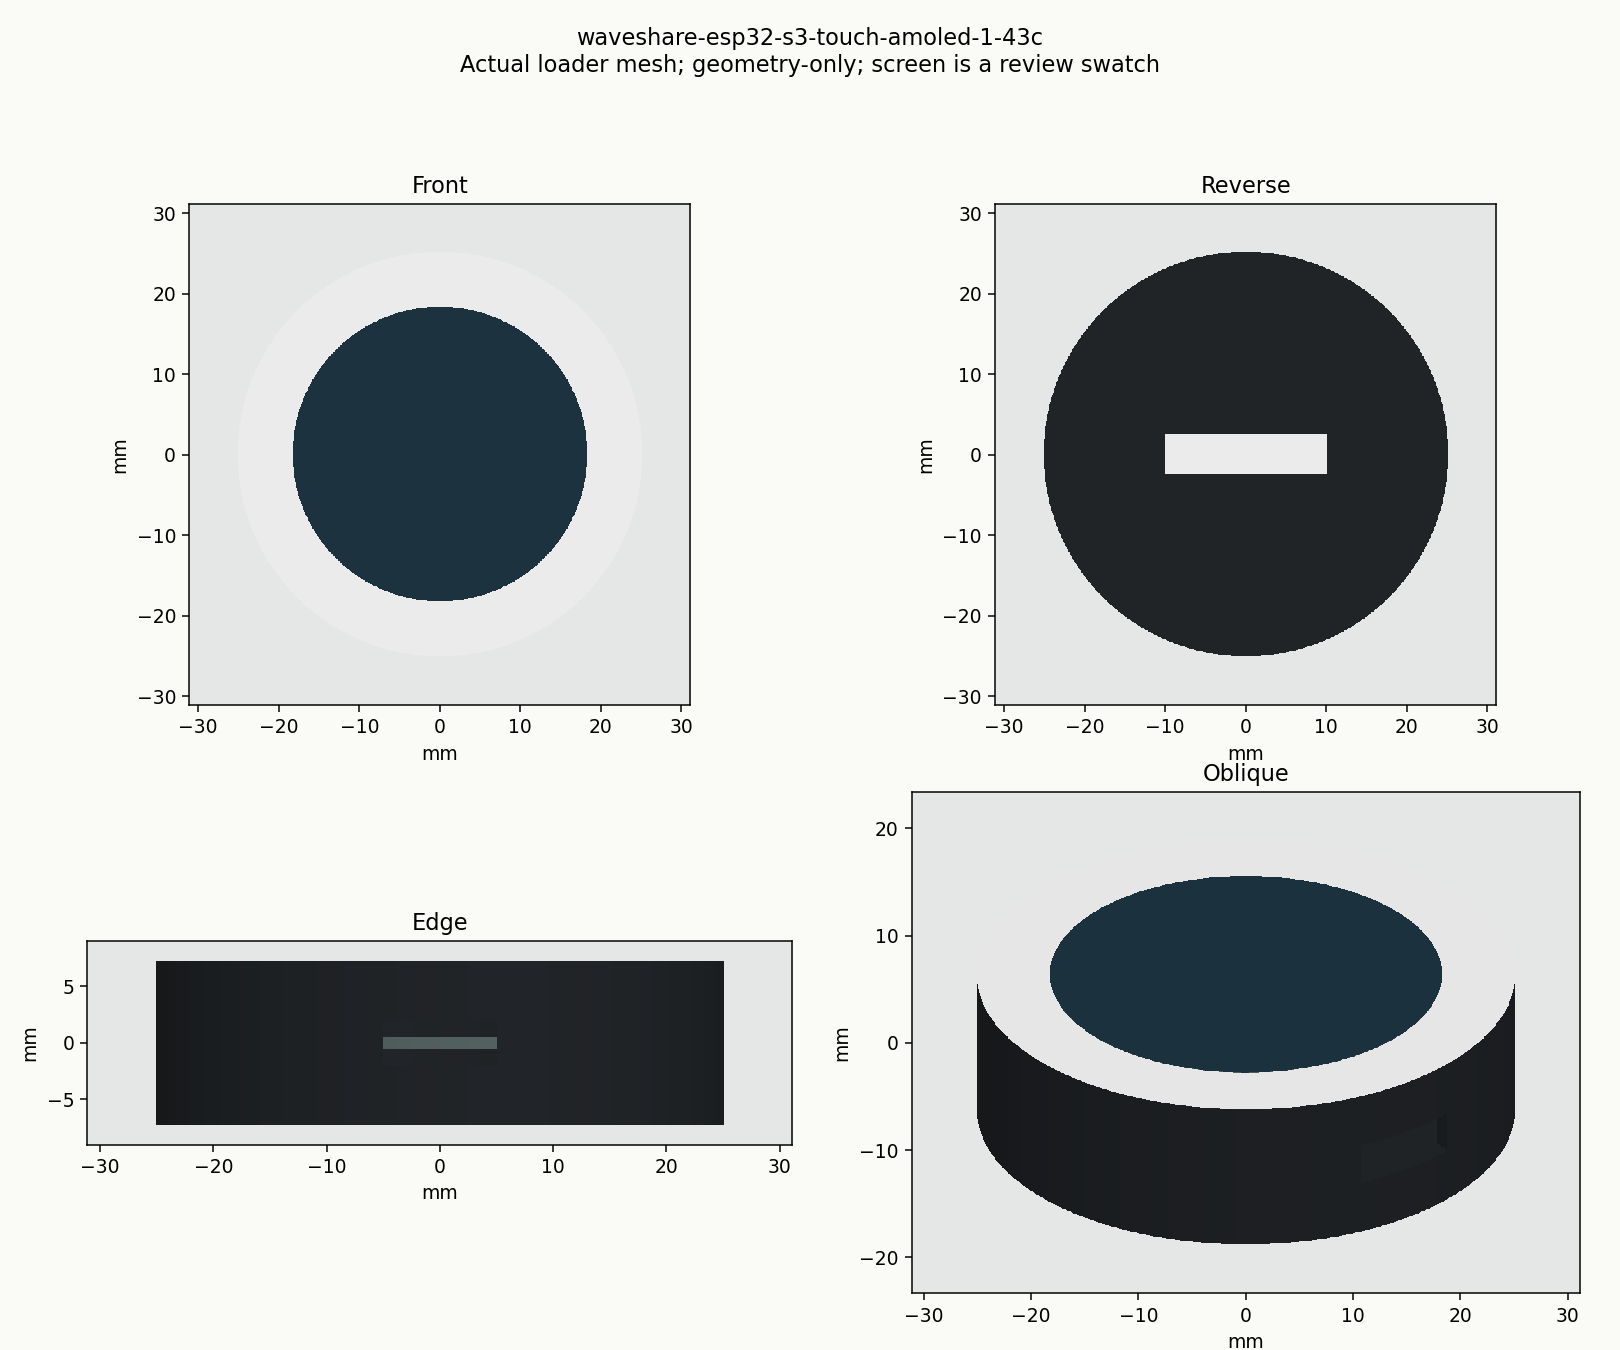 waveshare-esp32-s3-touch-amoled-1-43c
Actual loader mesh; geometry-only; screen is a review swatch
Front
30
20
10
0
−10
−20
−30
mm
−30 −20 −10 0 10 20 30
mm
Reverse
30
20
10
0
−10
−20
−30
mm
−30 −20 −10 0 10 20 30
mm
Edge
5
0
−5
mm
−30 −20 −10 0 10 20 30
mm
Oblique
20
10
0
−10
−20
mm
−30 −20 −10 0 10 20 30
mm